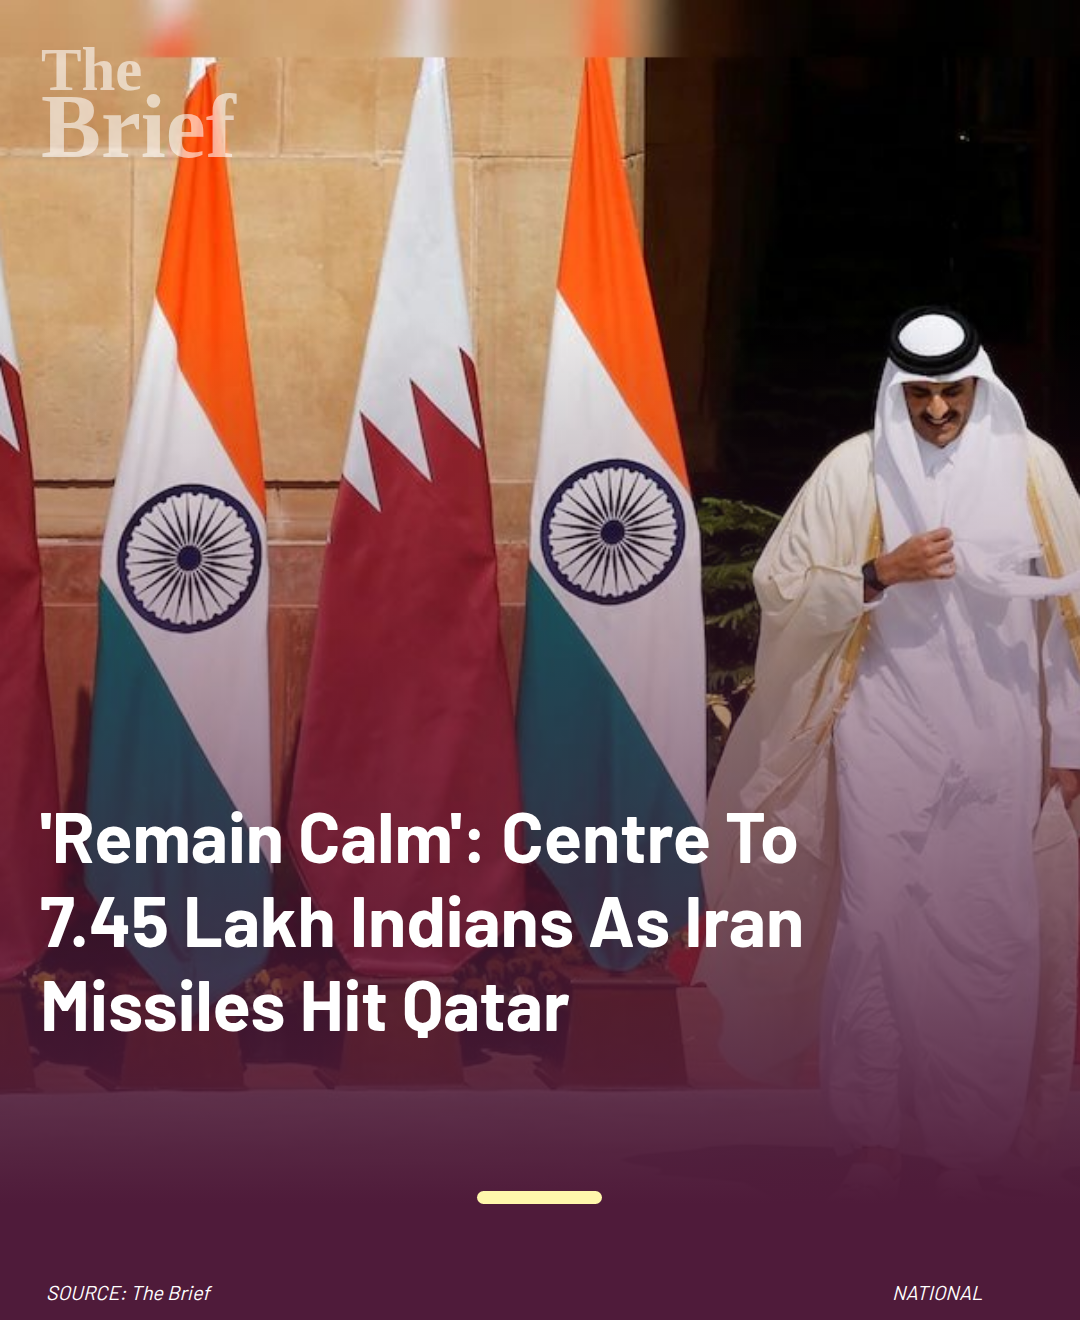 The
Brief
'Remain Calm': Centre To
7.45 Lakh Indians As Iran
Missiles Hit Qatar
SOURCE: The Brief
NATIONAL